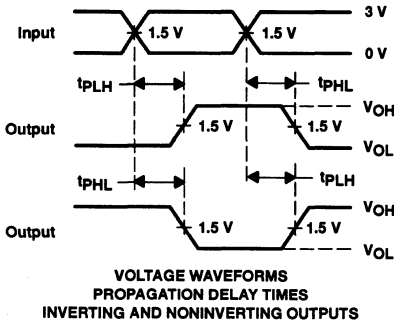 3 V
Input
1.5 V
1.5 V
0 V
tPLH
tPHL
VOH
Output
1.5 V
1.5 V
VOL
tPHL
tPLH
VOH
Output
1.5 V
1.5 V
VOL
VOLTAGE WAVEFORMS
PROPAGATION DELAY TIMES
INVERTING AND NONINVERTING OUTPUTS